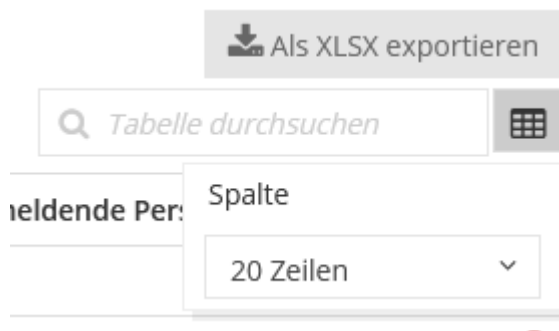 Als XLSX exportieren
Tabelle durchsuchen
Spalte
20 Zeilen